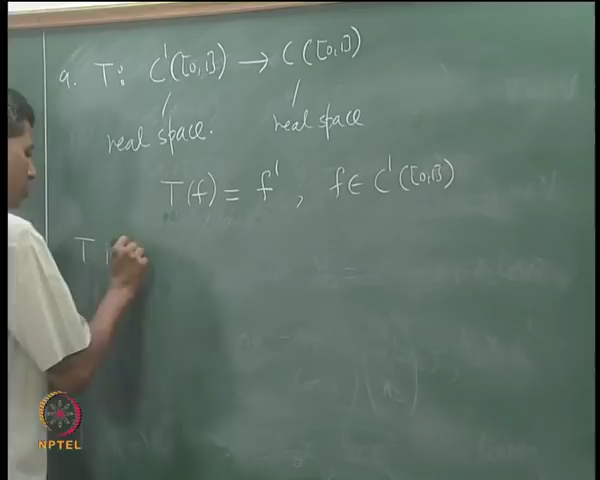 9. T: C'([0,1]) → C([0,1])
real space. real space
T(f) = f', f ∈ C'([0,1])
T i
NPTEL